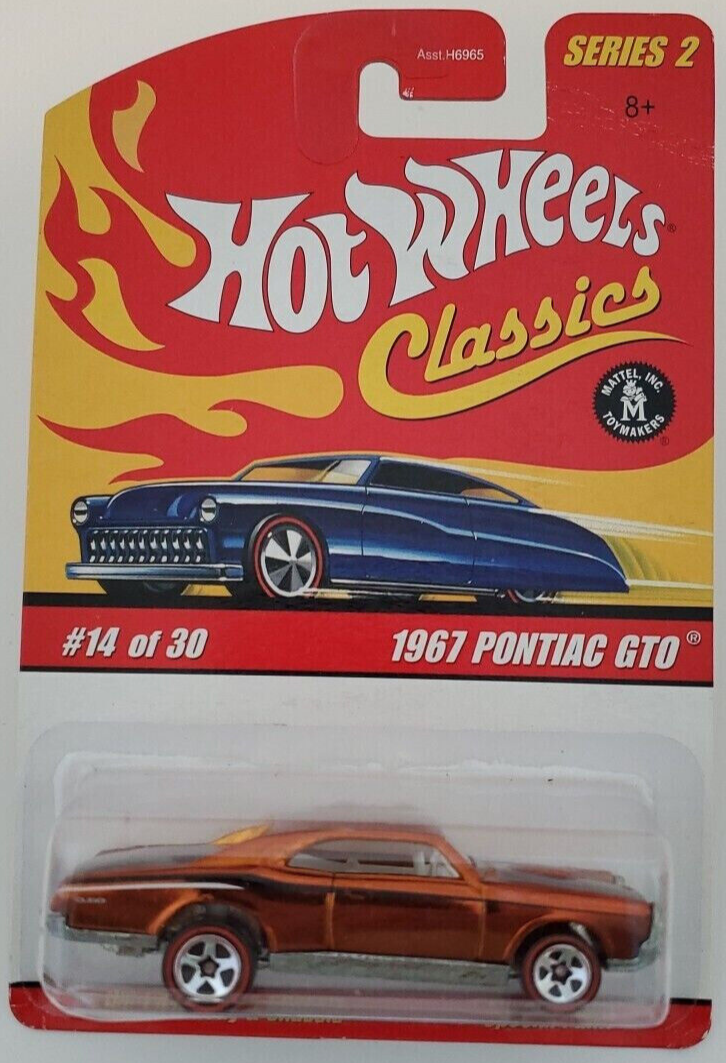 Asst.H6965
SERIES 2
8+
HOT WHEELS®
Classics
MATTEL, INC.
M
TOYMAKERS
®
#14 of 30
1967 PONTIAC GTO®